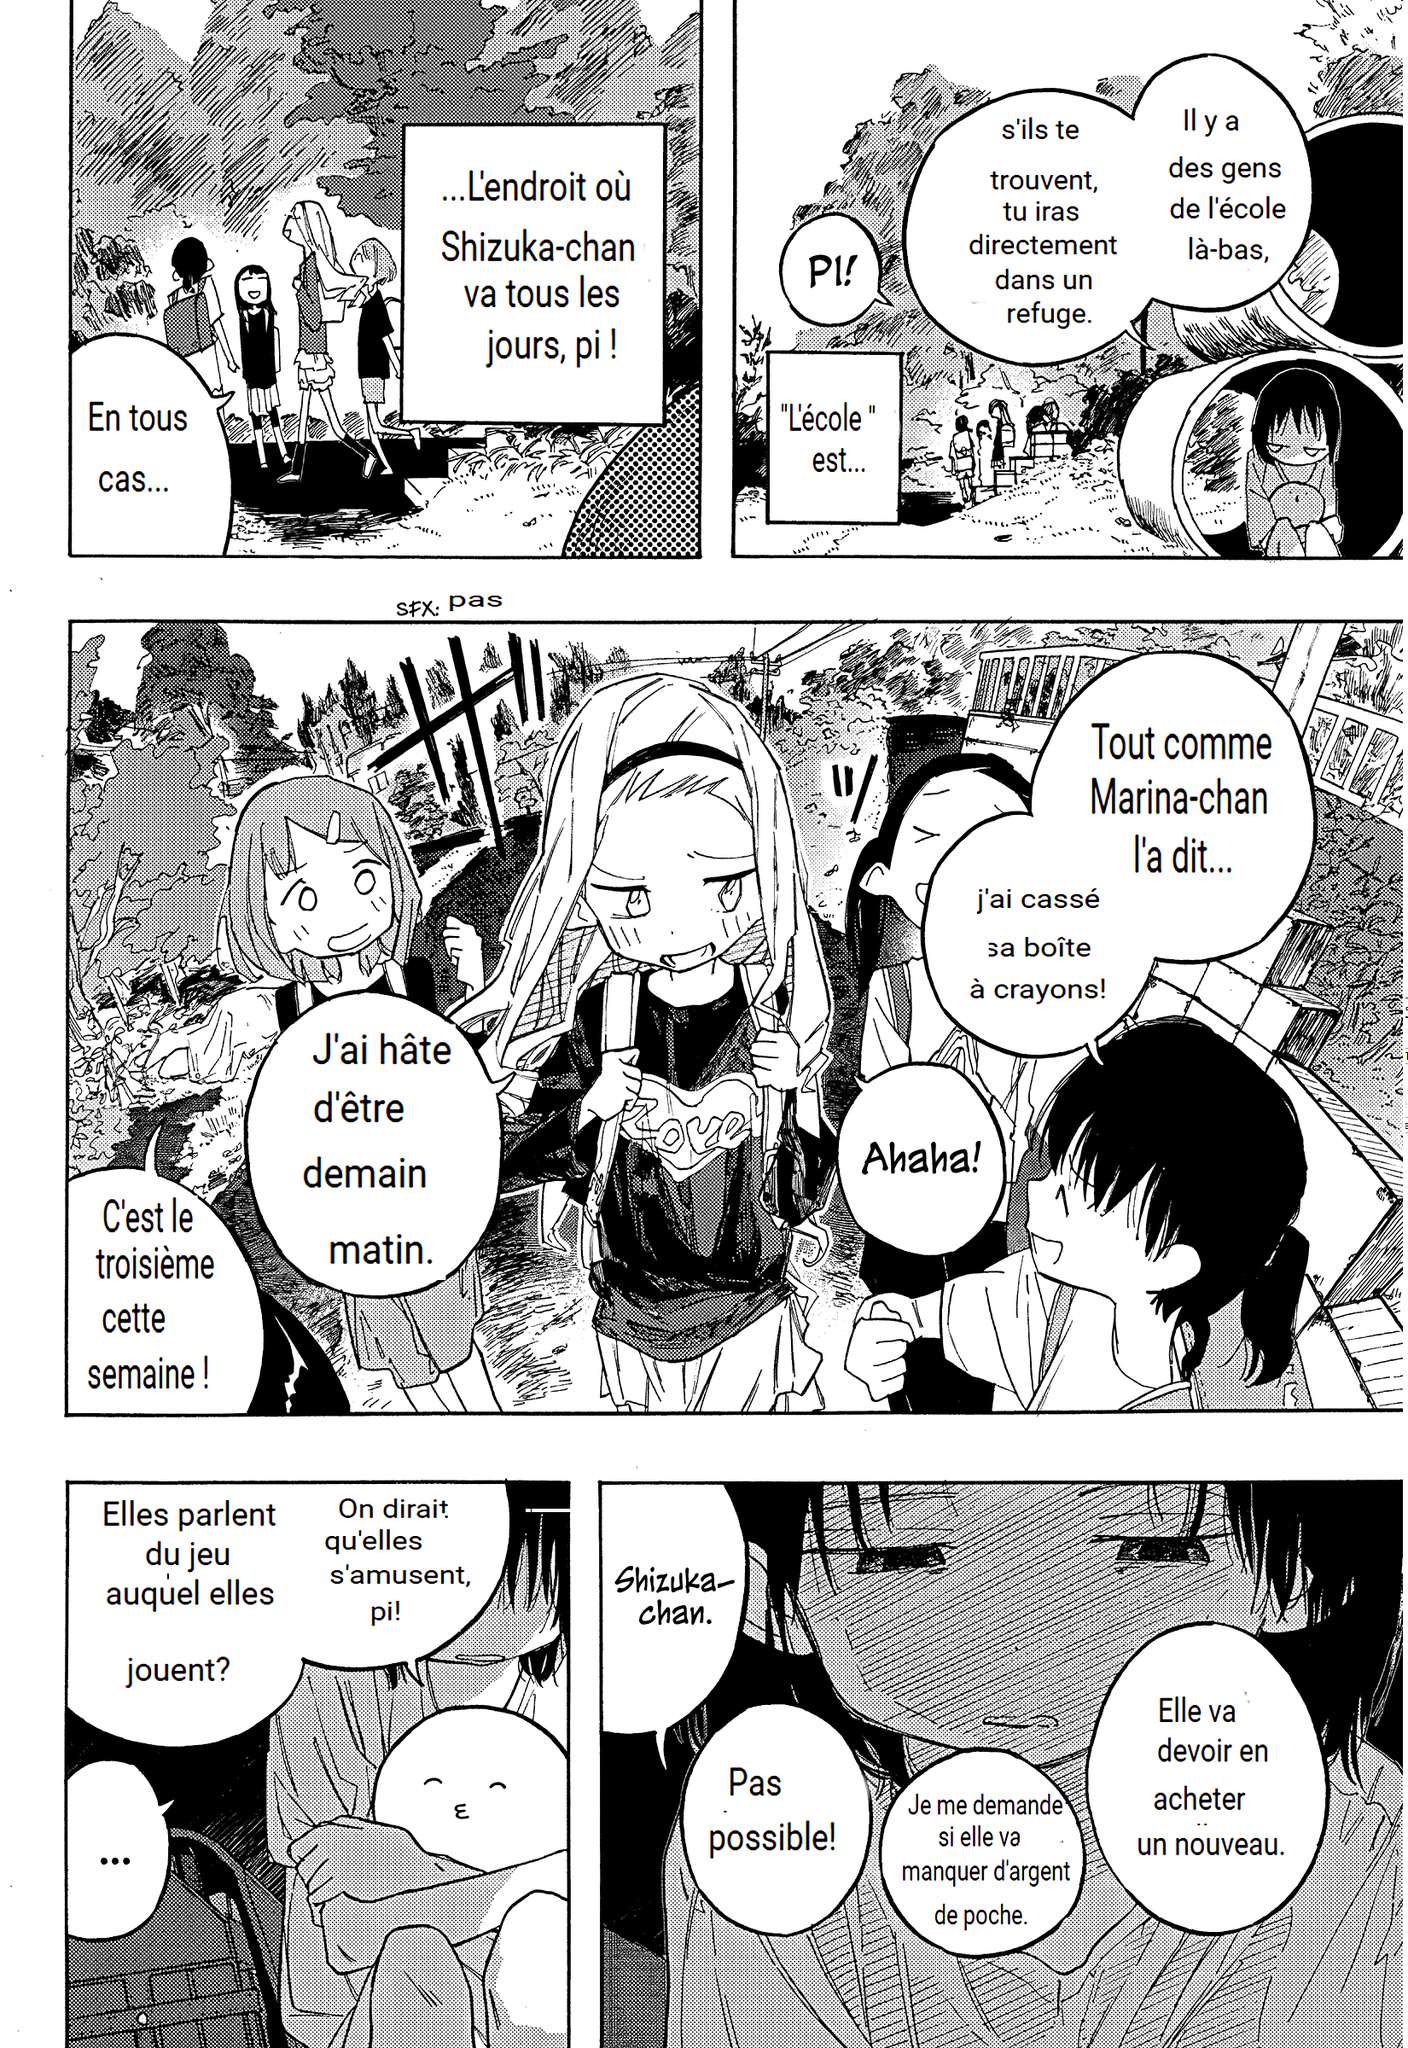 Il y a
des gens
de l'école
là-bas,
s'ils te
trouvent,
tu iras
directement
dans un
refuge.
PI!
"L'école "
est...
...L'endroit où
Shizuka-chan
va tous les
jours, pi !
En tous
cas...
SFX: pas
Tout comme
Marina-chan
l'a dit...
j'ai cassé
sa boîte
à crayons!
Ahaha!
Love
J'ai hâte
d'être
demain
matin.
C'est le
troisième
cette
semaine !
Elle va
devoir en
acheter
un nouveau.
Je me demande
si elle va
manquer d'argent
de poche.
Pas
possible!
Shizuka-
chan.
On dirait
qu'elles
s'amusent,
pi!
Elles parlent
du jeu
auquel elles
jouent?
...